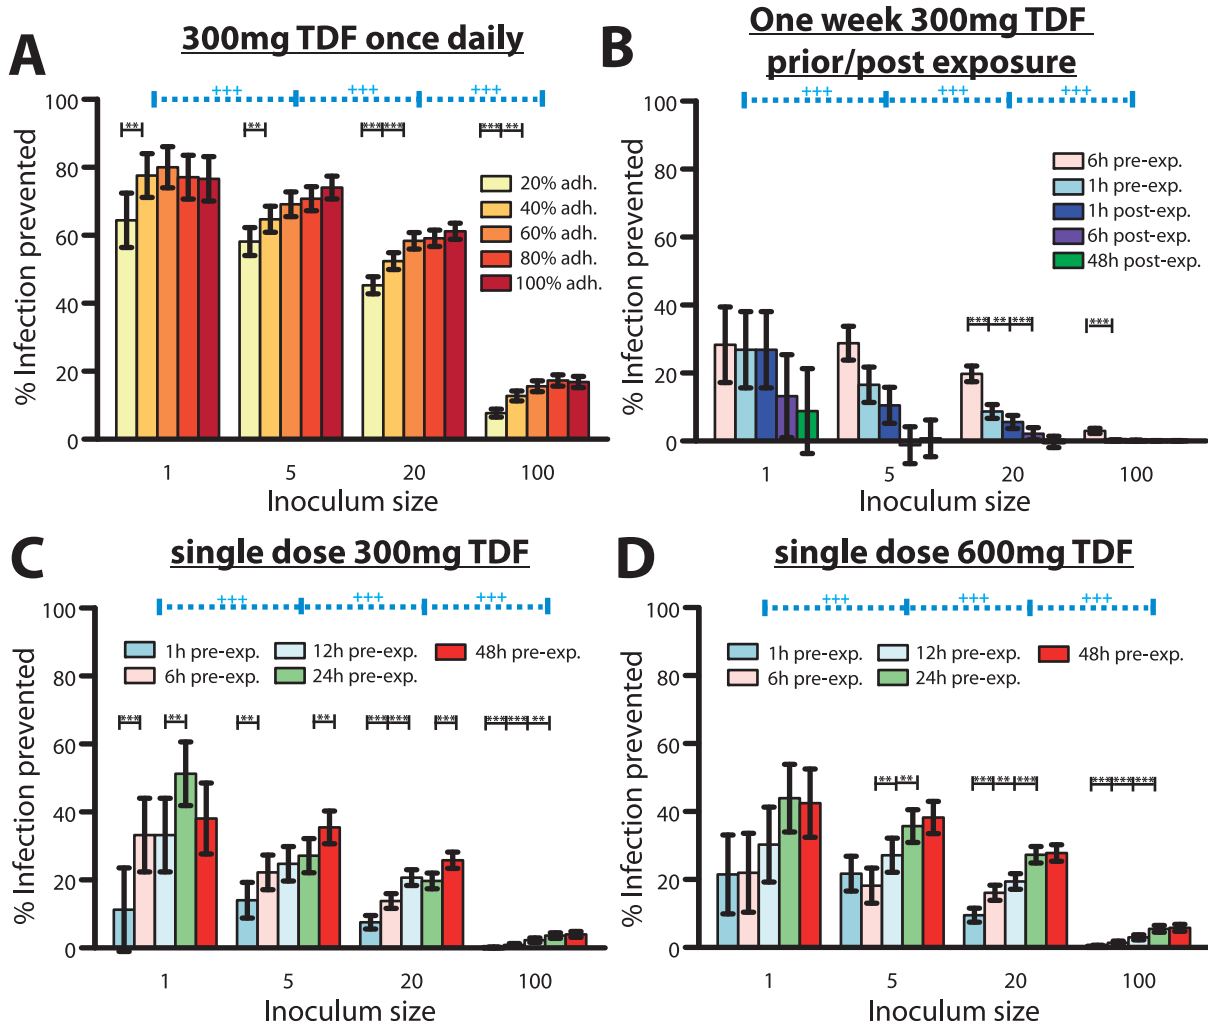 A
300mg TDF once daily
+++ +++ +++
** ** *** *** *** **
% Infection prevented
100
80
60
40
20
0
20% adh.
40% adh.
60% adh.
80% adh.
100% adh.
1 5 20 100
Inoculum size
B
One week 300mg TDF
prior/post exposure
+++ +++ +++
% Infection prevented
100
80
60
40
20
0
6h pre-exp.
1h pre-exp.
1h post-exp.
6h post-exp.
48h post-exp.
*** ** *** ***
1 5 20 100
Inoculum size
C
single dose 300mg TDF
+++ +++ +++
% Infection prevented
100
80
60
40
20
0
1h pre-exp. 12h pre-exp. 48h pre-exp.
6h pre-exp. 24h pre-exp.
*** ** ** ** *** *** *** *** *** **
1 5 20 100
Inoculum size
D
single dose 600mg TDF
+++ +++ +++
% Infection prevented
100
80
60
40
20
0
1h pre-exp. 12h pre-exp. 48h pre-exp.
6h pre-exp. 24h pre-exp.
** ** *** ** *** *** *** ***
1 5 20 100
Inoculum size